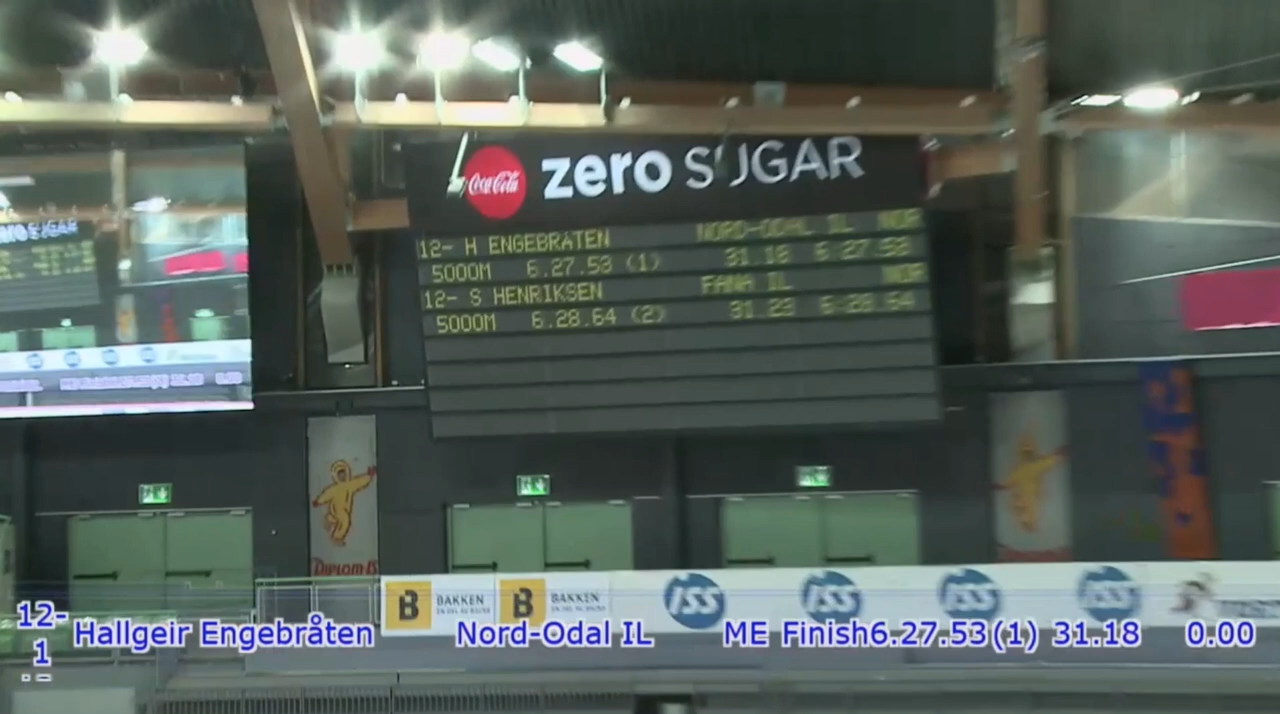 Coca-Cola zero SUGAR
12- H ENGEBRÅTEN NORD-ODAL IL NOR
5000M 6.27.53 (1) 31.18 6:27.53
12- S HENRIKSEN FANA IL NOR
5000M 6.28.64 (2) 31.23 6:28.64
DIPLOM-IS
B BAKKEN B BAKKEN ISS ISS ISS ISS
12-1 Hallgeir Engebråten Nord-Odal IL ME Finish6.27.53(1) 31.18 0.00